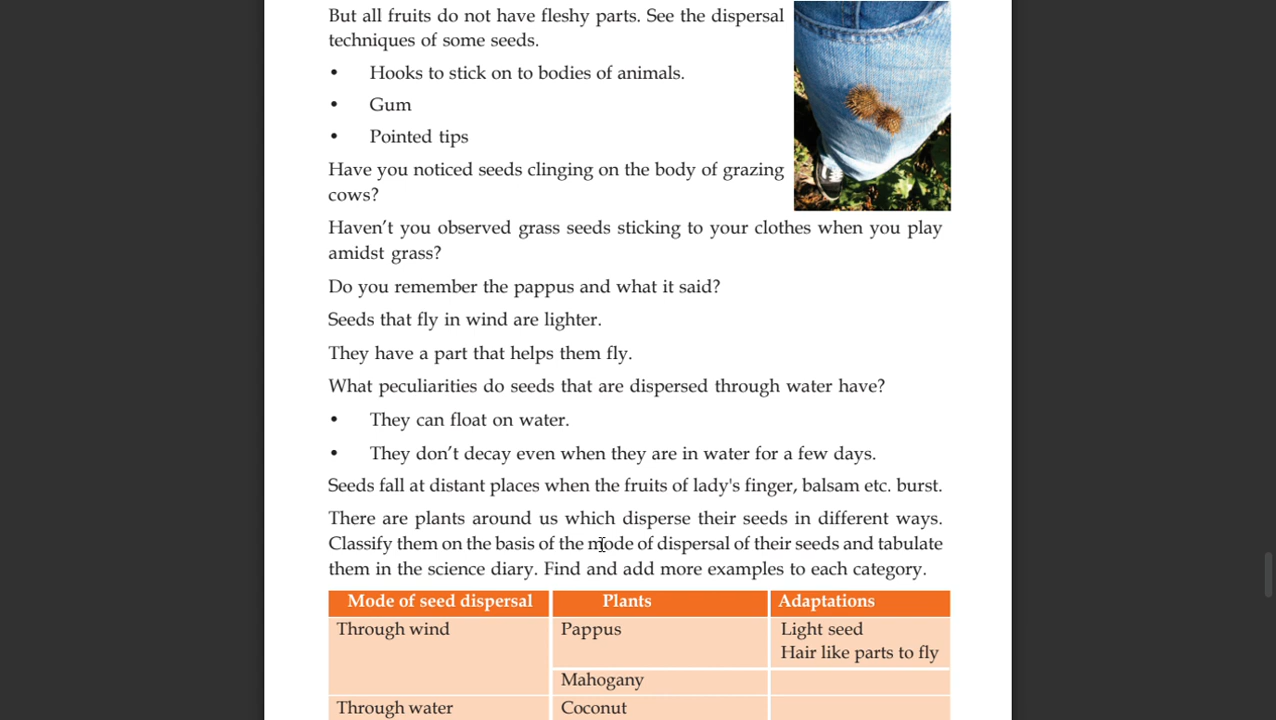 But all fruits do not have fleshy parts. See the dispersal
techniques of some seeds.
• Hooks to stick on to bodies of animals.
• Gum
• Pointed tips
Have you noticed seeds clinging on the body of grazing
cows?
Haven’t you observed grass seeds sticking to your clothes when you play
amidst grass?
Do you remember the pappus and what it said?
Seeds that fly in wind are lighter.
They have a part that helps them fly.
What peculiarities do seeds that are dispersed through water have?
• They can float on water.
• They don’t decay even when they are in water for a few days.
Seeds fall at distant places when the fruits of lady's finger, balsam etc. burst.
There are plants around us which disperse their seeds in different ways.
Classify them on the basis of the mode of dispersal of their seeds and tabulate
them in the science diary. Find and add more examples to each category.
Mode of seed dispersal Plants Adaptations
Through wind Pappus Light seed
Hair like parts to fly
Mahogany
Through water Coconut